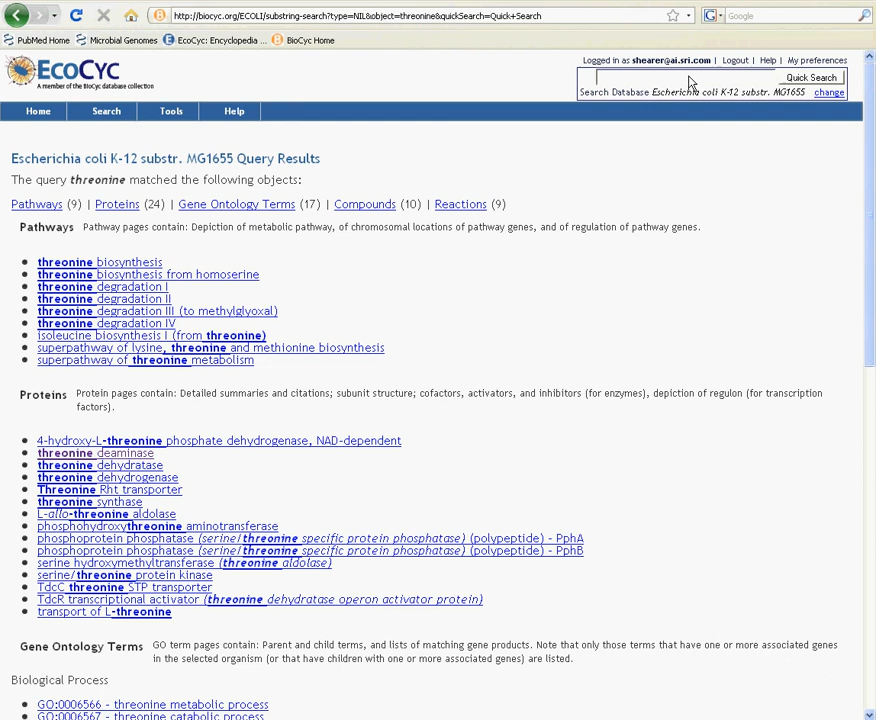 http://biocyc.org/ECOLI/substring-search?type=NIL&object=threonine&quickSearch=Quick+Search
Google
PubMed Home Microbial Genomes EcoCyc: Encyclopedia ... BioCyc Home
Logged in as shearer@ai.sri.com | Logout | Help | My preferences
EcoCyc
A member of the BioCyc database collection
Quick Search
Search Database Escherichia coli K-12 substr. MG1655 change
Home Search Tools Help
Escherichia coli K-12 substr. MG1655 Query Results
The query threonine matched the following objects:
Pathways (9) | Proteins (24) | Gene Ontology Terms (17) | Compounds (10) | Reactions (9)
Pathways Pathway pages contain: Depiction of metabolic pathway, of chromosomal locations of pathway genes, and of regulation of pathway genes.
threonine biosynthesis
threonine biosynthesis from homoserine
threonine degradation I
threonine degradation II
threonine degradation III (to methylglyoxal)
threonine degradation IV
isoleucine biosynthesis I (from threonine)
superpathway of lysine, threonine and methionine biosynthesis
superpathway of threonine metabolism
Proteins Protein pages contain: Detailed summaries and citations; subunit structure; cofactors, activators, and inhibitors (for enzymes), depiction of regulon (for transcription
factors).
4-hydroxy-L-threonine phosphate dehydrogenase, NAD-dependent
threonine deaminase
threonine dehydratase
threonine dehydrogenase
Threonine Rht transporter
threonine synthase
L-allo-threonine aldolase
phosphohydroxythreonine aminotransferase
phosphoprotein phosphatase (serine/threonine specific protein phosphatase) (polypeptide) - PphA
phosphoprotein phosphatase (serine/threonine specific protein phosphatase) (polypeptide) - PphB
serine hydroxymethyltransferase (threonine aldolase)
serine/threonine protein kinase
TdcC threonine STP transporter
TdcR transcriptional activator (threonine dehydratase operon activator protein)
transport of L-threonine
Gene Ontology Terms GO term pages contain: Parent and child terms, and lists of matching gene products. Note that only those terms that have one or more associated genes
in the selected organism (or that have children with one or more associated genes) are listed.
Biological Process
GO:0006566 - threonine metabolic process
GO:0006567 - threonine catabolic process